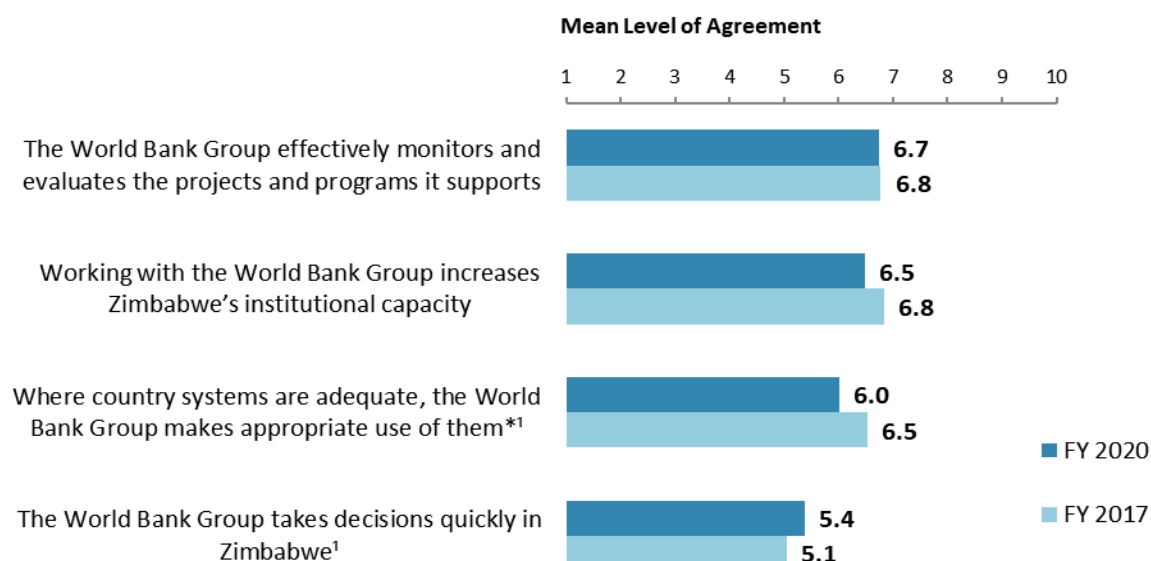 Mean Level of Agreement
1 2 3 4 5 6 7 8 9 10
The World Bank Group effectively monitors and
evaluates the projects and programs it supports
6.7
6.8
Working with the World Bank Group increases
Zimbabwe’s institutional capacity
6.5
6.8
Where country systems are adequate, the World
Bank Group makes appropriate use of them*¹
6.0
6.5
The World Bank Group takes decisions quickly in
Zimbabwe¹
5.4
5.1
FY 2020
FY 2017